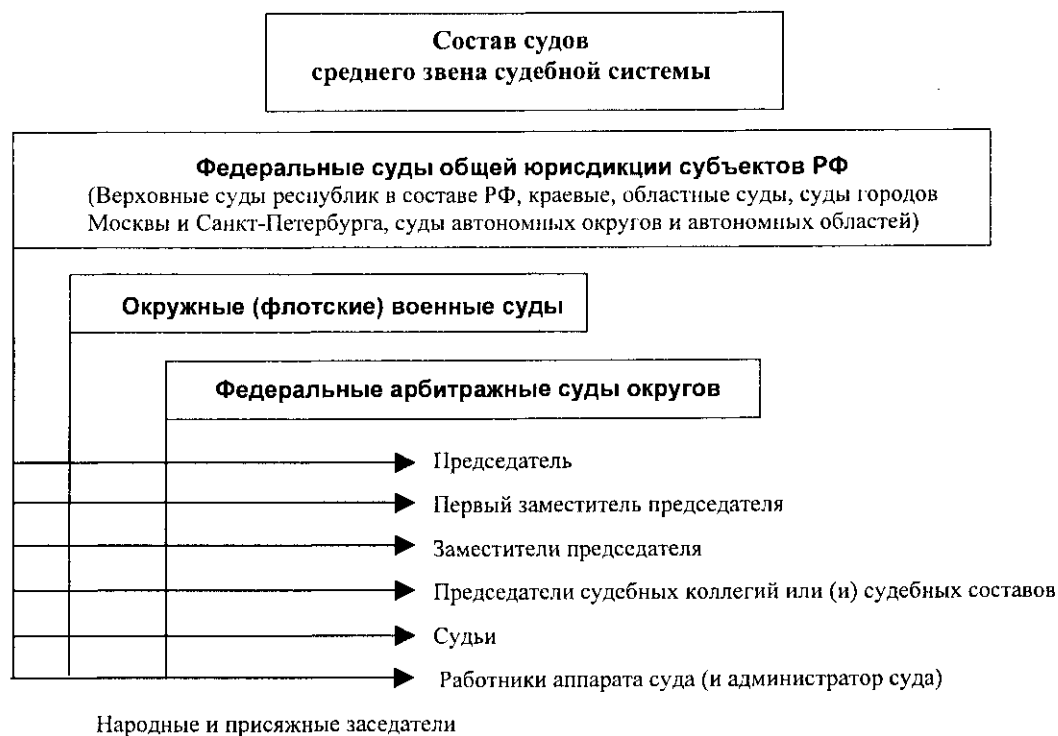 Состав судов
среднего звена судебной системы
Федеральные суды общей юрисдикции субъектов РФ
(Верховные суды республик в составе РФ, краевые, областные суды, суды городов
Москвы и Санкт-Петербурга, суды автономных округов и автономных областей)
Окружные (флотские) военные суды
Федеральные арбитражные суды округов
Председатель
Первый заместитель председателя
Заместители председателя
Председатели судебных коллегий или (и) судебных составов
Судьи
Работники аппарата суда (и администратор суда)
Народные и присяжные заседатели